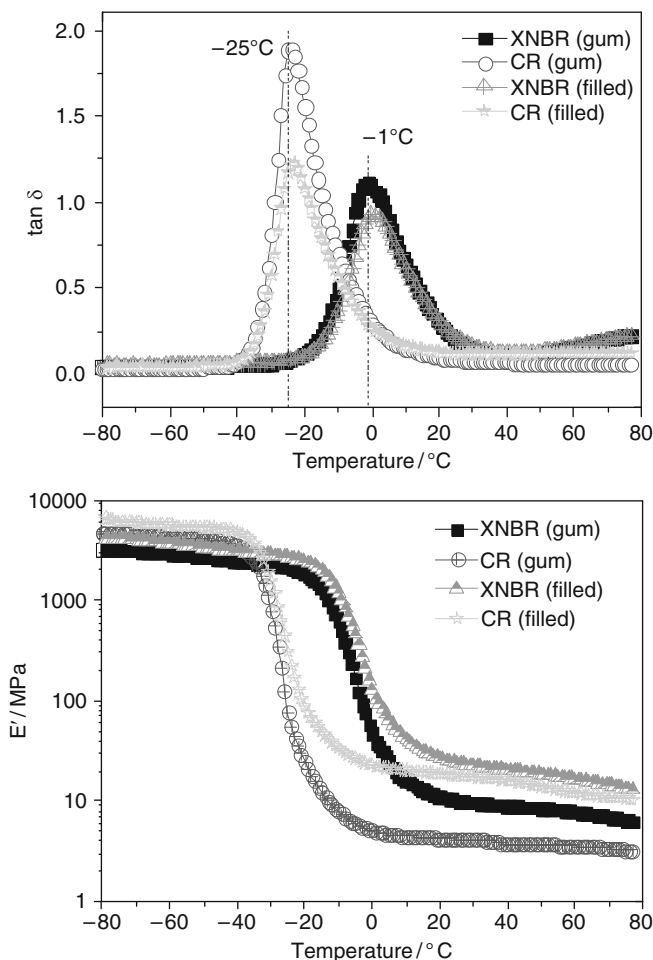 2.0
1.5
1.0
0.5
0.0
tan δ
−25°C
−1°C
XNBR (gum)
CR (gum)
XNBR (filled)
CR (filled)
−80 −60 −40 −20 0 20 40 60 80
Temperature / °C
10000
1000
100
10
1
E′ / MPa
XNBR (gum)
CR (gum)
XNBR (filled)
CR (filled)
−80 −60 −40 −20 0 20 40 60 80
Temperature / °C